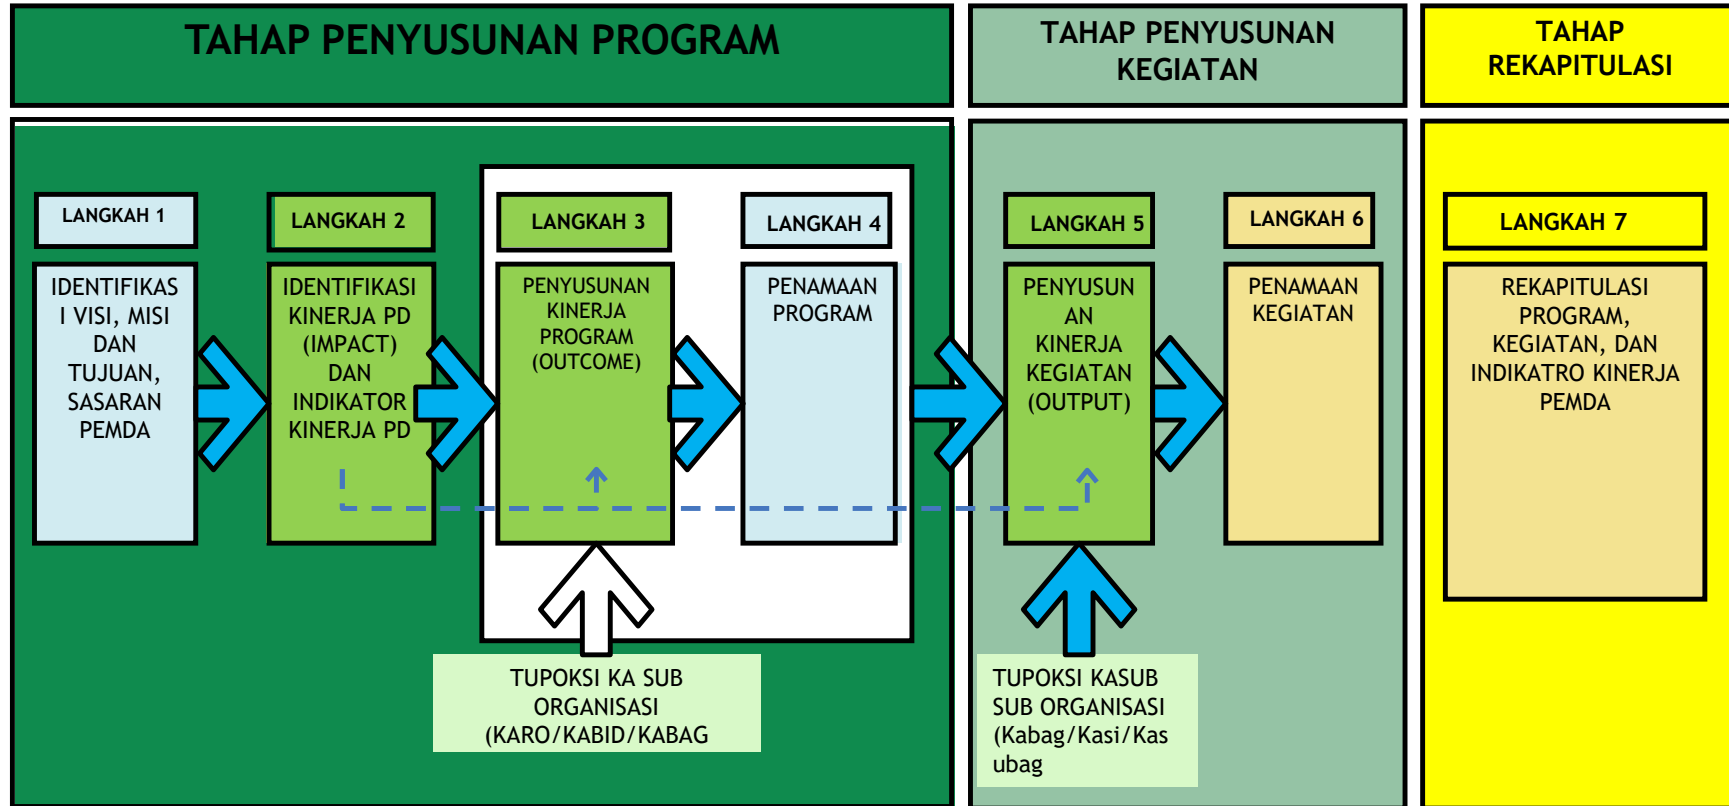 TAHAP PENYUSUNAN PROGRAM
TAHAP PENYUSUNAN
KEGIATAN
TAHAP
REKAPITULASI
LANGKAH 1
IDENTIFIKAS
I VISI, MISI
DAN
TUJUAN,
SASARAN
PEMDA
LANGKAH 2
IDENTIFIKASI
KINERJA PD
(IMPACT)
DAN
INDIKATOR
KINERJA PD
LANGKAH 3
PENYUSUNAN
KINERJA
PROGRAM
(OUTCOME)
LANGKAH 4
PENAMAAN
PROGRAM
LANGKAH 5
PENYUSUN
AN
KINERJA
KEGIATAN
(OUTPUT)
LANGKAH 6
PENAMAAN
KEGIATAN
LANGKAH 7
REKAPITULASI
PROGRAM,
KEGIATAN, DAN
INDIKATRO KINERJA
PEMDA
TUPOKSI KA SUB
ORGANISASI
(KARO/KABID/KABAG
TUPOKSI KASUB
SUB ORGANISASI
(Kabag/Kasi/Kas
ubag